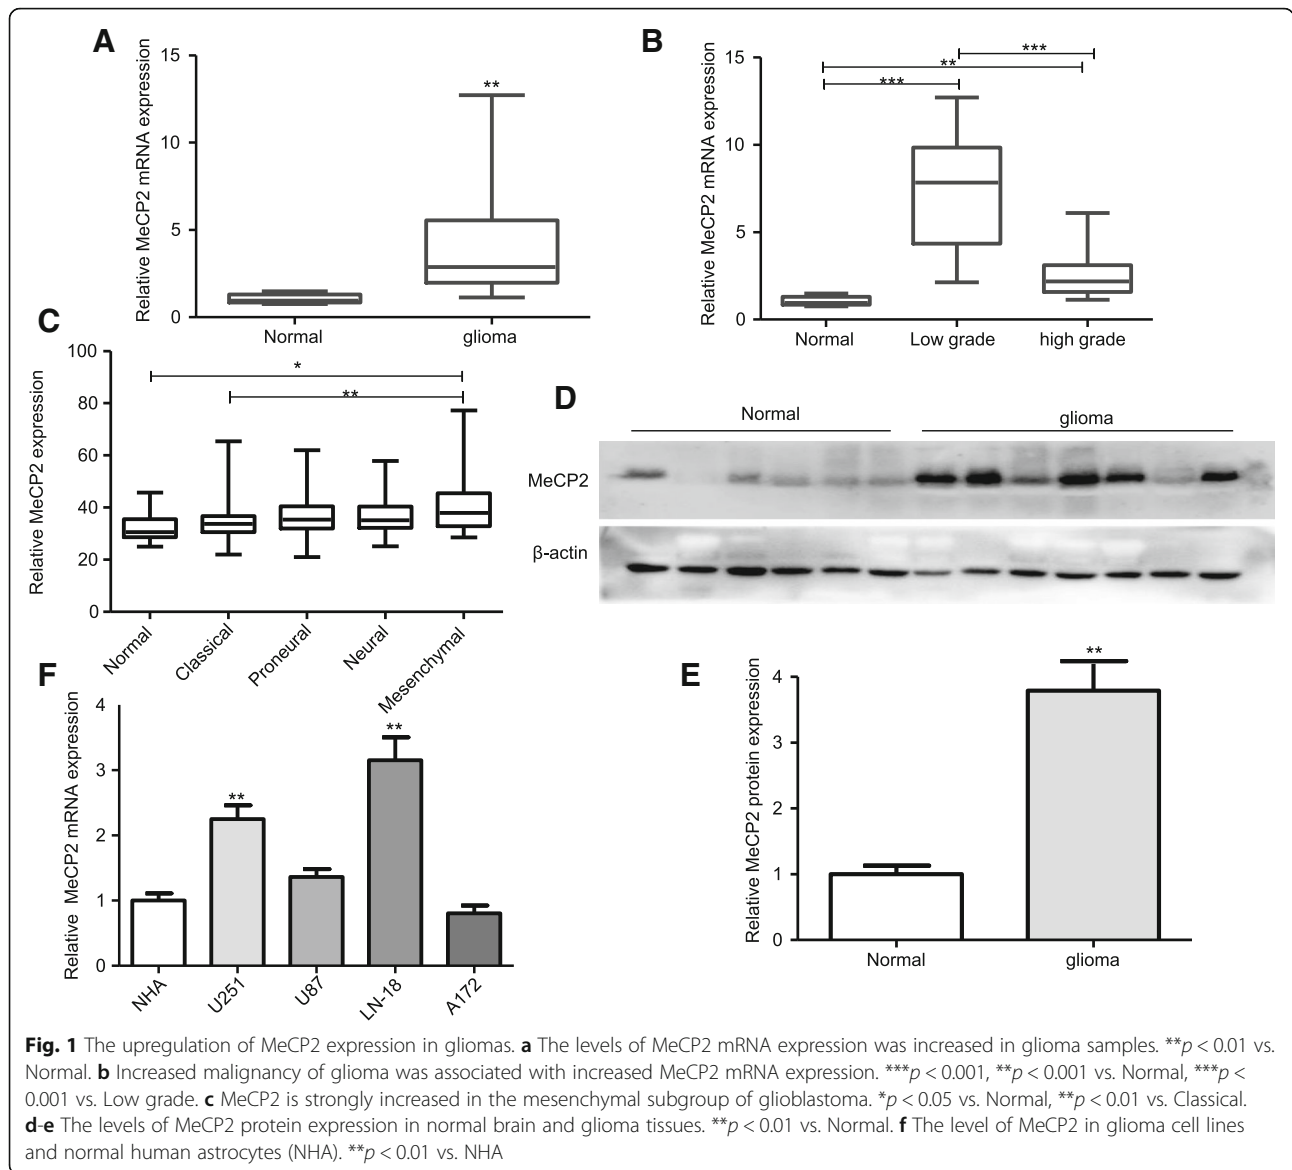 A
Relative MeCP2 mRNA expression
15
10
5
0
**
Normal
glioma
B
Relative MeCP2 mRNA expression
15
10
5
0
***
**
***
Normal
Low grade
high grade
C
Relative MeCP2 expression
100
80
60
40
20
0
*
**
Normal
Classical
Proneural
Neural
Mesenchymal
D
Normal
glioma
MeCP2
β-actin
F
Relative MeCP2 mRNA expression
4
3
2
1
0
**
**
NHA
U251
U87
LN-18
A172
E
Relative MeCP2 protein expression
4
3
2
1
0
**
Normal
glioma
Fig. 1 The upregulation of MeCP2 expression in gliomas. a The levels of MeCP2 mRNA expression was increased in glioma samples. **p < 0.01 vs.
Normal. b Increased malignancy of glioma was associated with increased MeCP2 mRNA expression. ***p < 0.001, **p < 0.001 vs. Normal, ***p <
0.001 vs. Low grade. c MeCP2 is strongly increased in the mesenchymal subgroup of glioblastoma. *p < 0.05 vs. Normal, **p < 0.01 vs. Classical.
d-e The levels of MeCP2 protein expression in normal brain and glioma tissues. **p < 0.01 vs. Normal. f The level of MeCP2 in glioma cell lines
and normal human astrocytes (NHA). **p < 0.01 vs. NHA